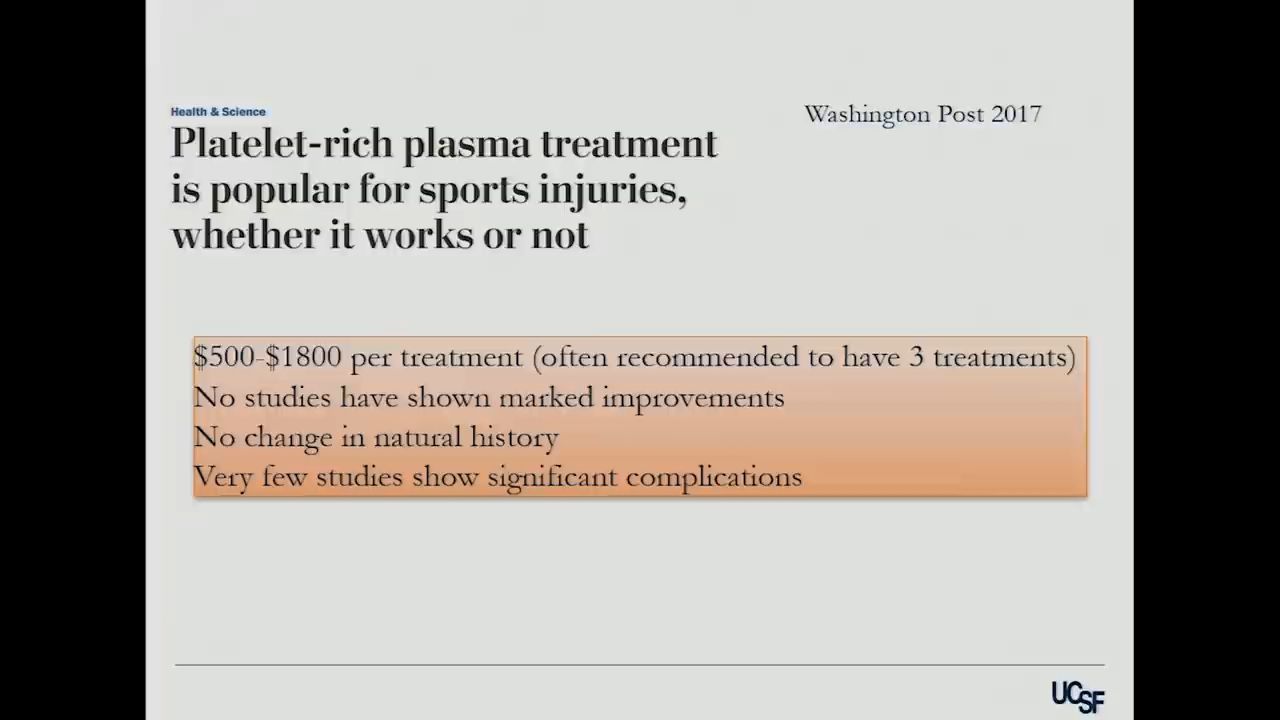 Health & Science
Washington Post 2017
Platelet-rich plasma treatment
is popular for sports injuries,
whether it works or not
$500-$1800 per treatment (often recommended to have 3 treatments)
No studies have shown marked improvements
No change in natural history
Very few studies show significant complications
UCSF